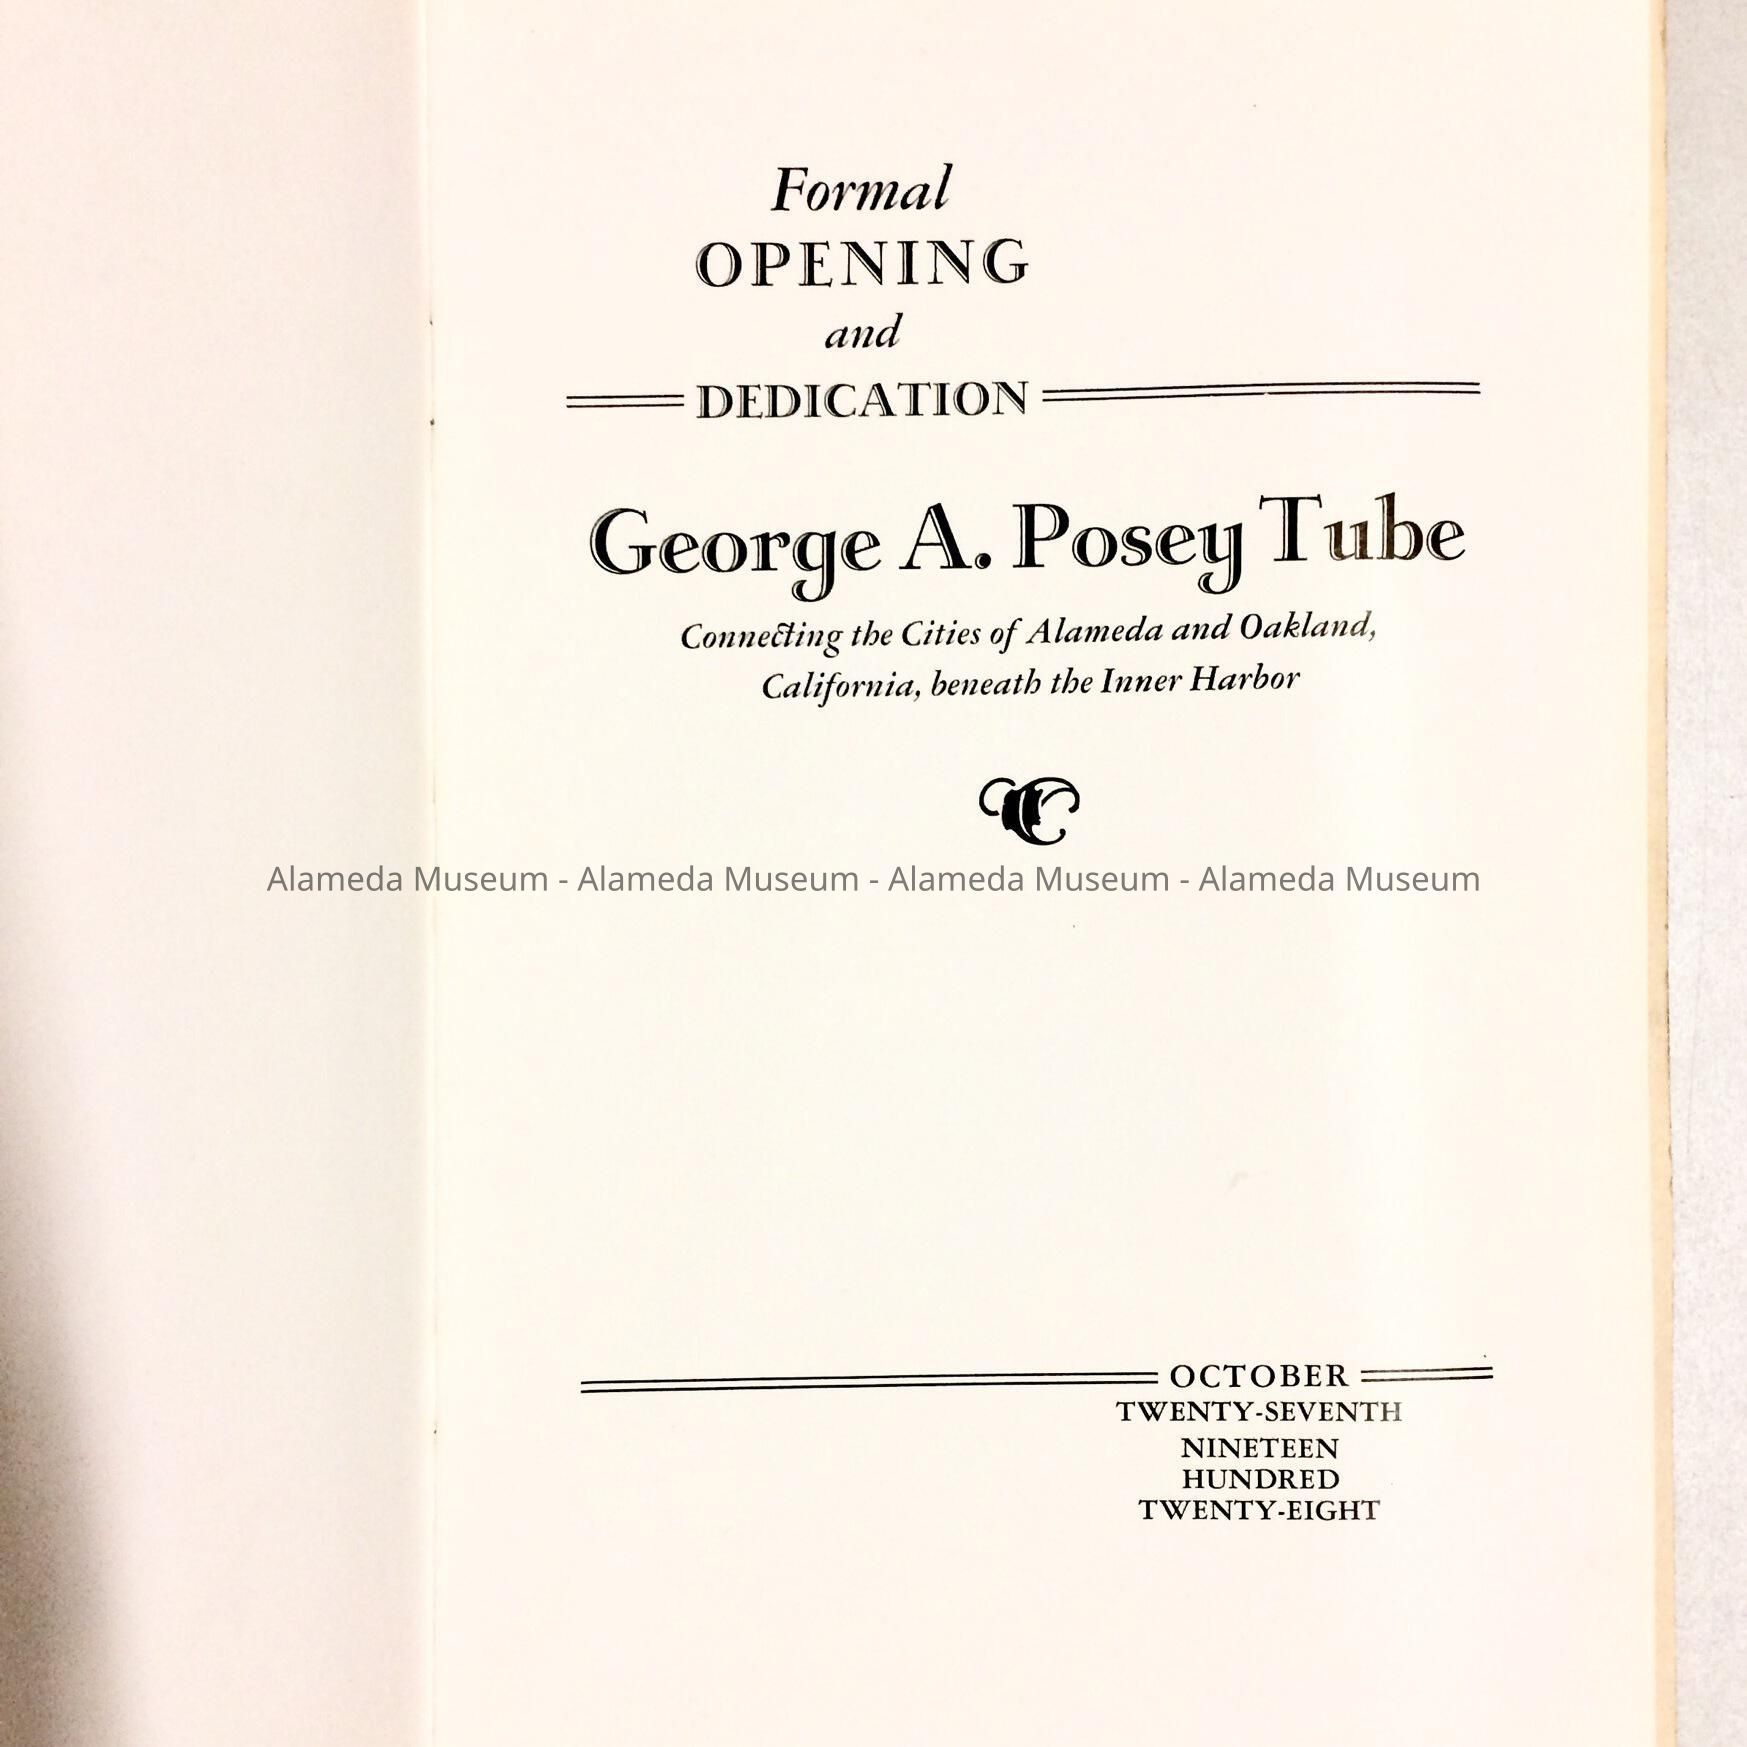 Formal
OPENING
and
DEDICATION
George A. Posey Tube
Connecting the Cities of Alameda and Oakland,
California, beneath the Inner Harbor
Alameda Museum - Alameda Museum - Alameda Museum - Alameda Museum
OCTOBER
TWENTY-SEVENTH
NINETEEN
HUNDRED
TWENTY-EIGHT